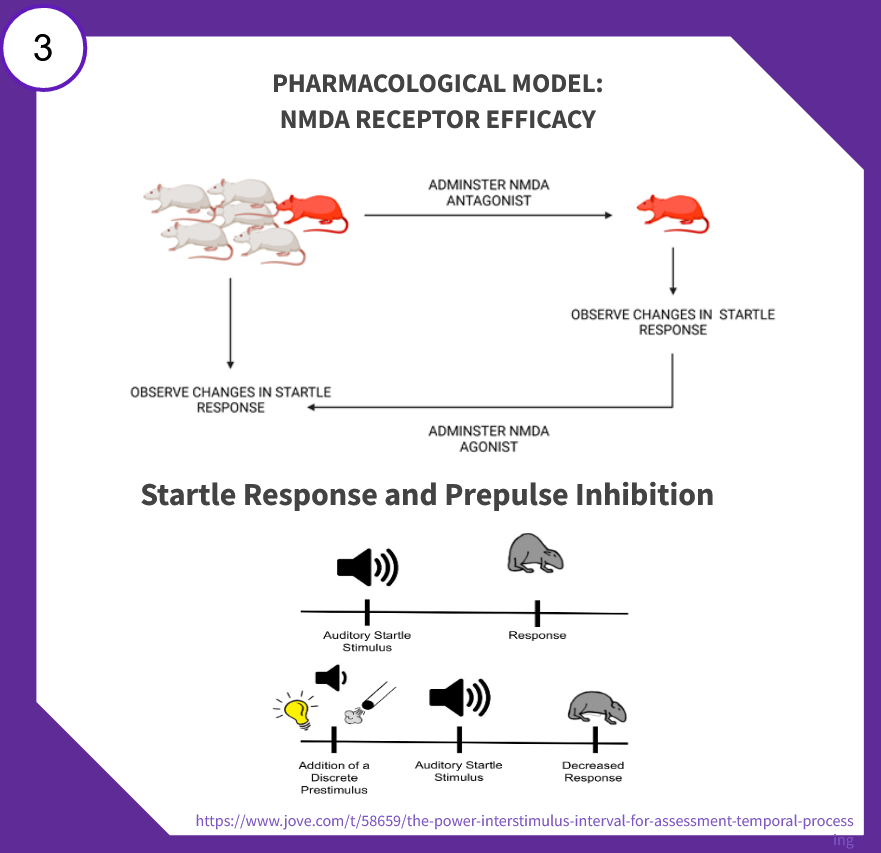 3
PHARMACOLOGICAL MODEL:
NMDA RECEPTOR EFFICACY
ADMINSTER NMDA
ANTAGONIST
OBSERVE CHANGES IN STARTLE
RESPONSE
OBSERVE CHANGES IN STARTLE
RESPONSE
ADMINSTER NMDA
AGONIST
Startle Response and Prepulse Inhibition
Auditory Startle
Stimulus
Response
Addition of a
Discrete
Prestimulus
Auditory Startle
Stimulus
Decreased
Response
https://www.jove.com/t/58659/the-power-interstimulus-interval-for-assessment-temporal-process
ing